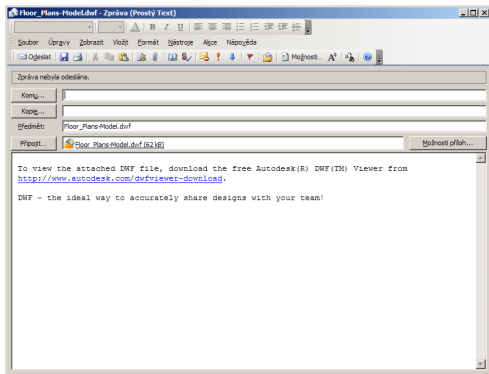 Floor_Plans-Model.dwf - Zpráva (Prostý Text)
A B I U
Soubor Úpravy Zobrazit Vložit Formát Nástroje Akce Nápověda
Odeslat Možnosti...
Zpráva nebyla odeslána.
Komu...
Kopie...
Předmět: Floor_Plans-Model.dwf
Připojit... Floor_Plans-Model.dwf (62 kB) Možnosti příloh...
To view the attached DWF file, download the free Autodesk(R) DWF(TM) Viewer from
http://www.autodesk.com/dwfviewer-download.
DWF - the ideal way to accurately share designs with your team!